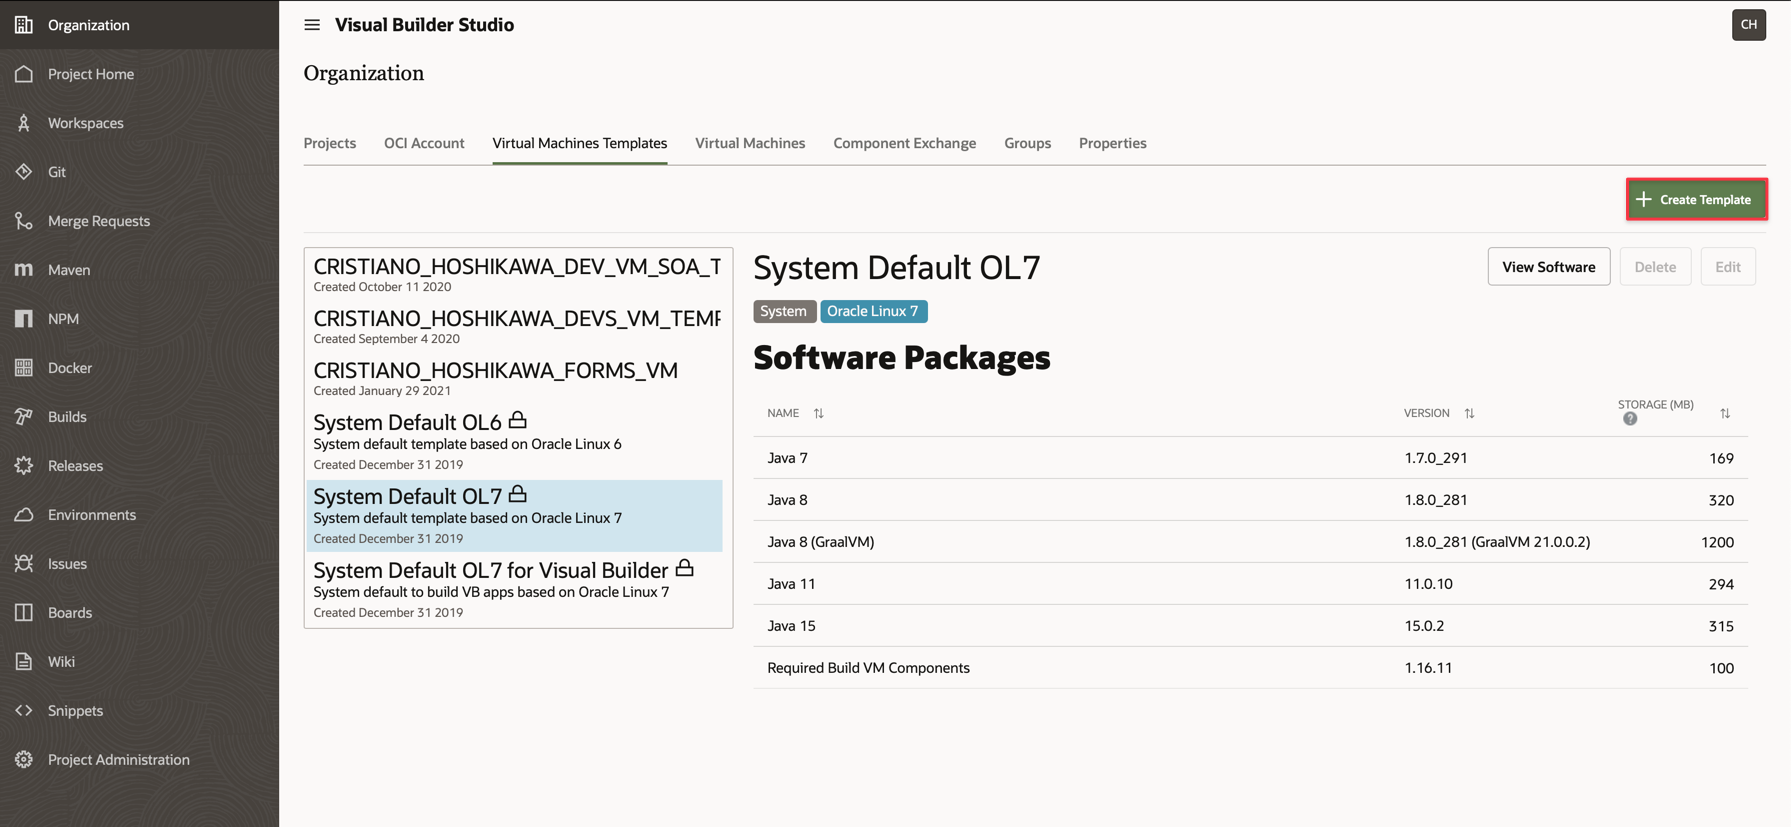 Organization
Project Home
Workspaces
Git
Merge Requests
Maven
NPM
Docker
Builds
Releases
Environments
Issues
Boards
Wiki
Snippets
Project Administration
Visual Builder Studio
CH
Organization
Projects
OCI Account
Virtual Machines Templates
Virtual Machines
Component Exchange
Groups
Properties
Create Template
CRISTIANO_HOSHIKAWA_DEV_VM_SOA_T
Created October 11 2020
CRISTIANO_HOSHIKAWA_DEVS_VM_TEMP
Created September 4 2020
CRISTIANO_HOSHIKAWA_FORMS_VM
Created January 29 2021
System Default OL6
System default template based on Oracle Linux 6
Created December 31 2019
System Default OL7
System default template based on Oracle Linux 7
Created December 31 2019
System Default OL7 for Visual Builder
System default to build VB apps based on Oracle Linux 7
Created December 31 2019
System Default OL7
View Software
Delete
Edit
System
Oracle Linux 7
Software Packages
NAME VERSION STORAGE (MB)
Java 7 1.7.0_291 169
Java 8 1.8.0_281 320
Java 8 (GraalVM) 1.8.0_281 (GraalVM 21.0.0.2) 1200
Java 11 11.0.10 294
Java 15 15.0.2 315
Required Build VM Components 1.16.11 100